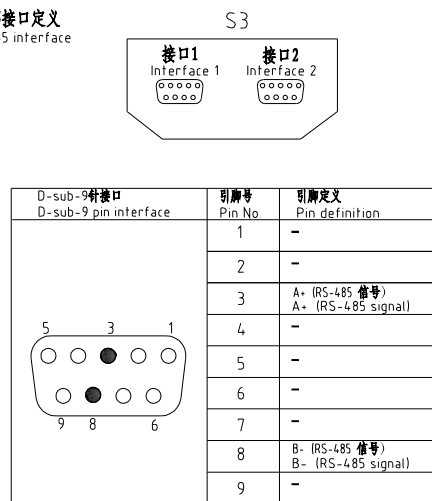 接口定义
5 interface
S3
接口1
接口2
Interface 1
Interface 2
D-sub-9针接口
D-sub-9 pin interface
引脚号
Pin No.
引脚定义
Pin definition
1
-
2
-
3
A+ (RS-485 信号)
A+ (RS-485 signal)
4
-
5
-
6
-
7
-
8
B- (RS-485 信号)
B- (RS-485 signal)
9
-
5 3 1
9 8 6